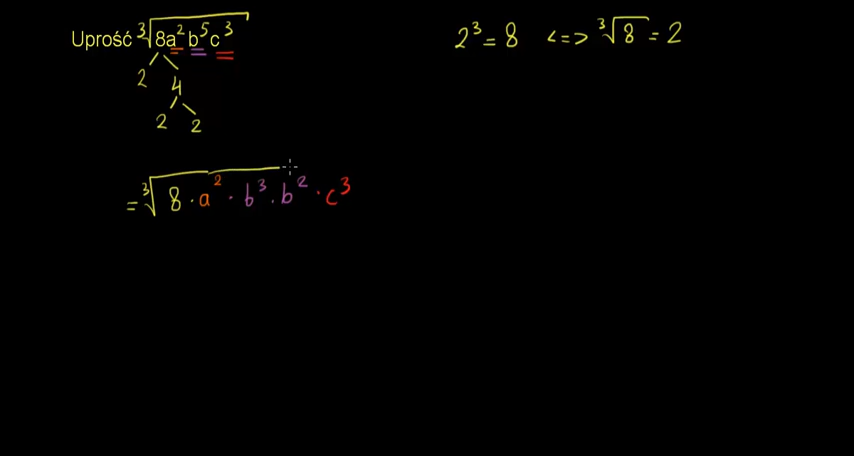 Uprość ∛(8a²b⁵c³) 2³ = 8 <=> ∛8 = 2
2 4
2 2
= ∛(8 · a² · b³ · b² · c³)